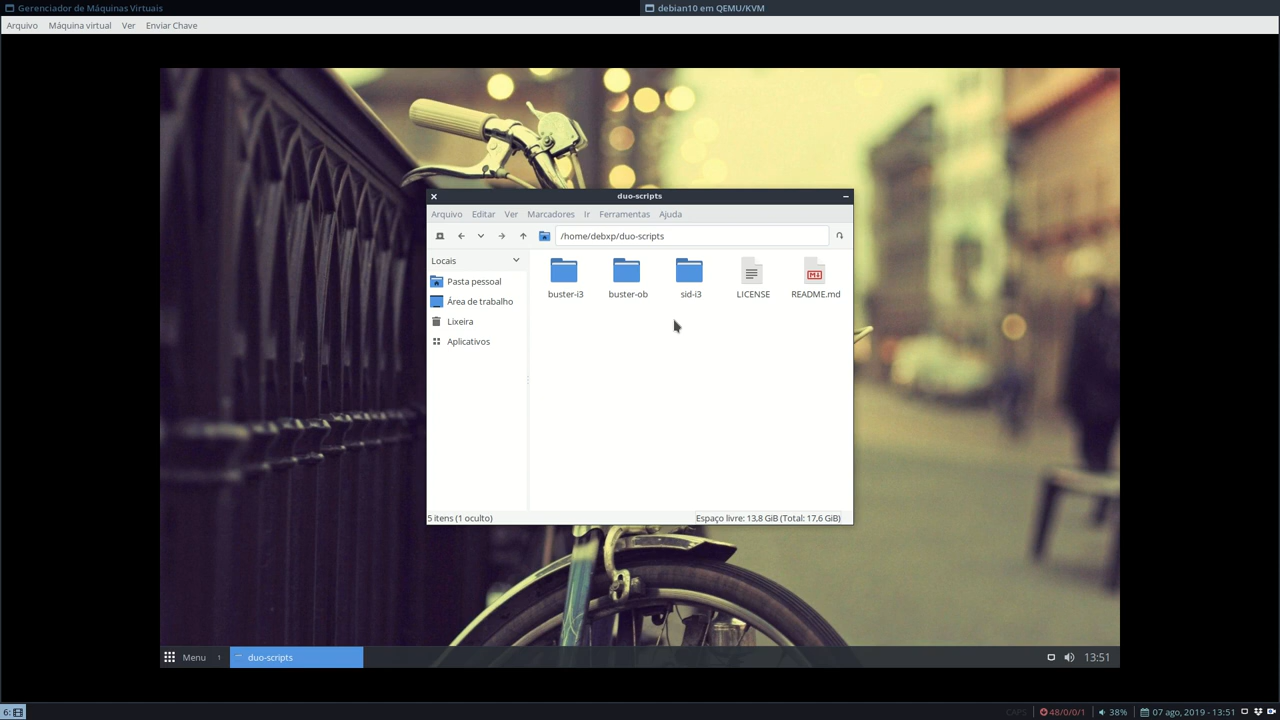 Gerenciador de Máquinas Virtuais
debian10 em QEMU/KVM
Arquivo Máquina virtual Ver Enviar Chave
duo-scripts
Arquivo Editar Ver Marcadores Ir Ferramentas Ajuda
/home/debxp/duo-scripts
Locais
Pasta pessoal
Área de trabalho
Lixeira
Aplicativos
buster-i3 buster-ob sid-i3 LICENSE README.md
5 itens (1 oculto)
Espaço livre: 13,8 GiB (Total: 17,6 GiB)
Menu 1 duo-scripts 13:51
6: CAPS 48/0/0/1 38% 07 ago, 2019 - 13:51